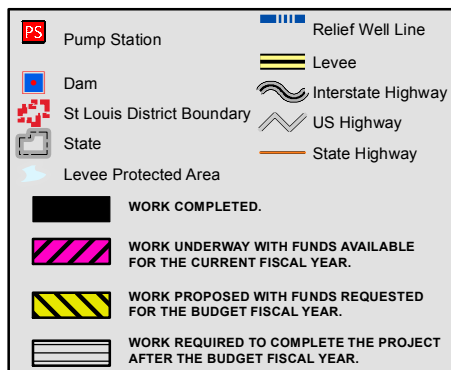 PS
Pump Station
Dam
St Louis District Boundary
State
Levee Protected Area
Relief Well Line
Levee
Interstate Highway
US Highway
State Highway
WORK COMPLETED.
WORK UNDERWAY WITH FUNDS AVAILABLE
FOR THE CURRENT FISCAL YEAR.
WORK PROPOSED WITH FUNDS REQUESTED
FOR THE BUDGET FISCAL YEAR.
WORK REQUIRED TO COMPLETE THE PROJECT
AFTER THE BUDGET FISCAL YEAR.